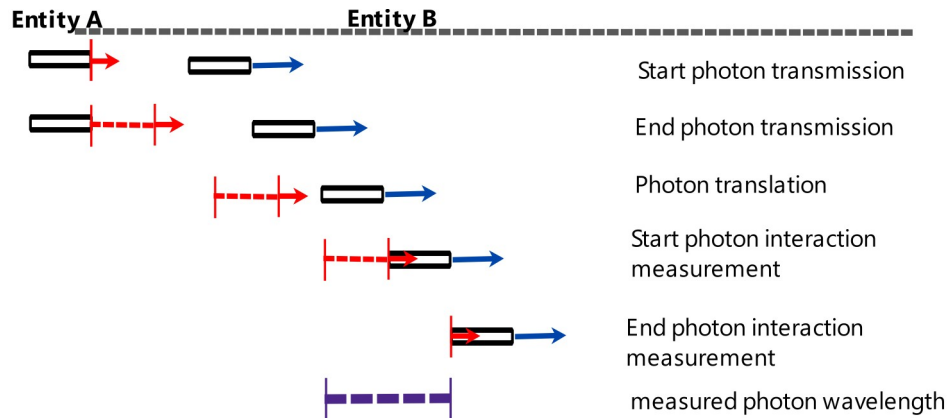 Entity A
Entity B
Start photon transmission
End photon transmission
Photon translation
Start photon interaction
measurement
End photon interaction
measurement
measured photon wavelength